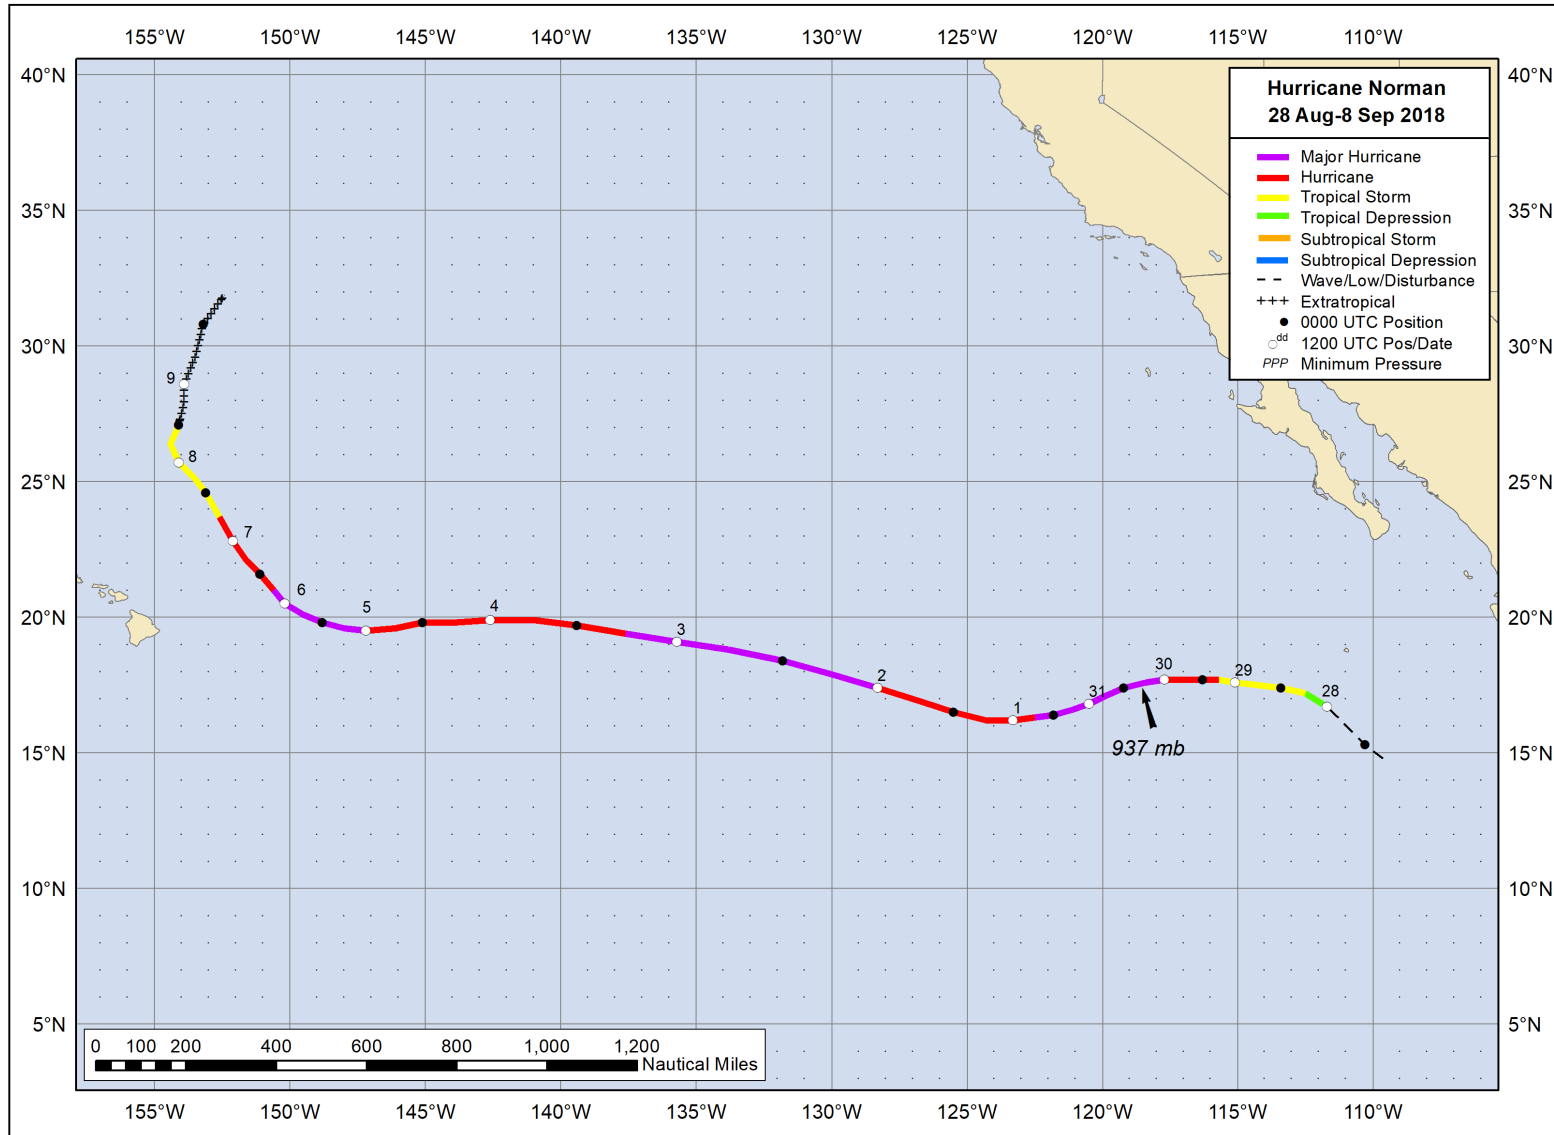 155°W 150°W 145°W 140°W 135°W 130°W 125°W 120°W 115°W 110°W
40°N 40°N
Hurricane Norman
28 Aug-8 Sep 2018
Major Hurricane
Hurricane
Tropical Storm
Tropical Depression
Subtropical Storm
Subtropical Depression
Wave/Low/Disturbance
+++ Extratropical
0000 UTC Position
dd 1200 UTC Pos/Date
PPP Minimum Pressure
35°N 35°N
30°N 30°N
9
8
25°N 25°N
7
6
5
4
3
20°N 20°N
2
1
31
30
29
28
937 mb
15°N 15°N
10°N 10°N
5°N 5°N
0 100 200 400 600 800 1,000 1,200
Nautical Miles
155°W 150°W 145°W 140°W 135°W 130°W 125°W 120°W 115°W 110°W